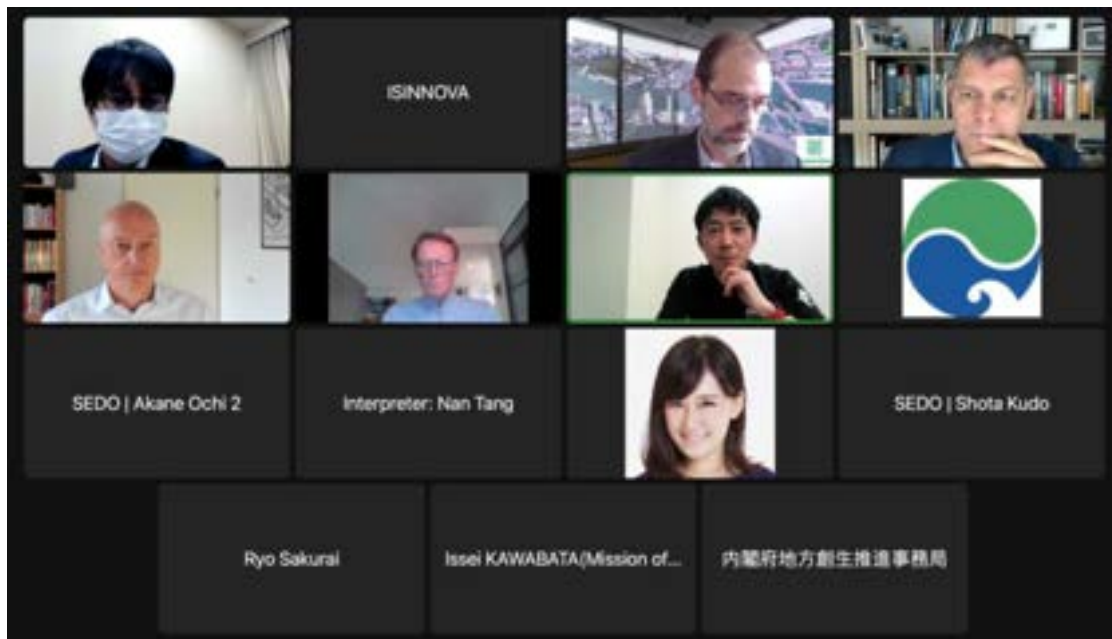 ISINNOVA
SEDO | Akane Ochi 2
Interpreter: Nan Tang
SEDO | Shota Kudo
Ryo Sakurai
Issei KAWABATA(Mission of...
内閣府地方創生推進事務局